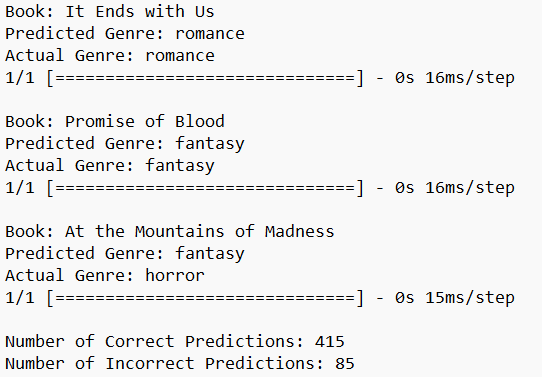 Book: It Ends with Us
Predicted Genre: romance
Actual Genre: romance
1/1 [==============================] - 0s 16ms/step
Book: Promise of Blood
Predicted Genre: fantasy
Actual Genre: fantasy
1/1 [==============================] - 0s 16ms/step
Book: At the Mountains of Madness
Predicted Genre: fantasy
Actual Genre: horror
1/1 [==============================] - 0s 15ms/step
Number of Correct Predictions: 415
Number of Incorrect Predictions: 85